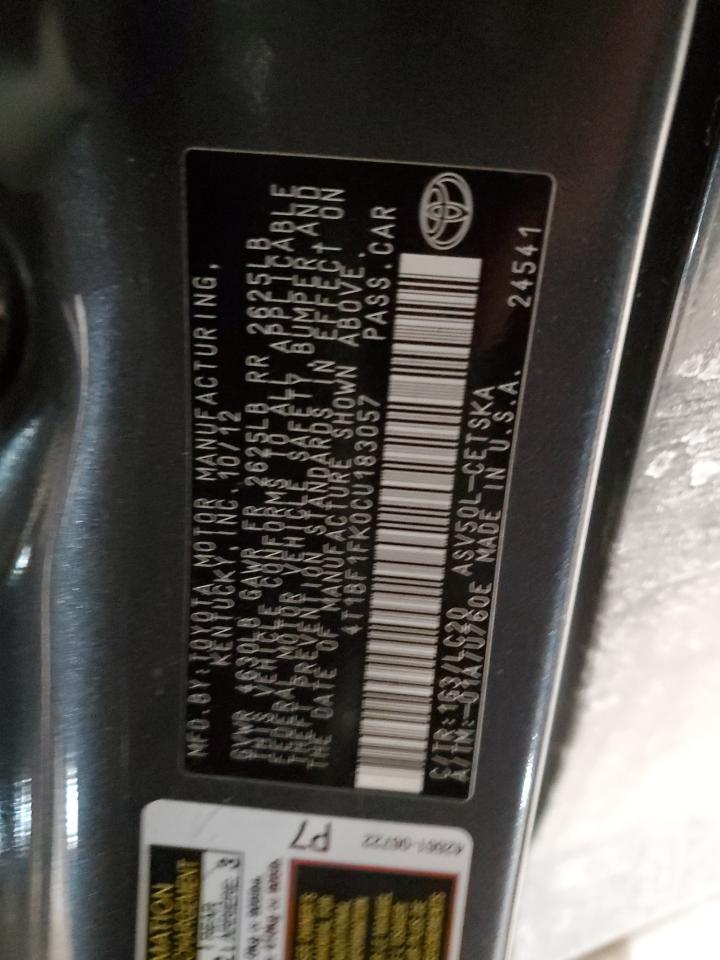 MFD.BY:TOYOTA MOTOR MANUFACTURING,
KENTUCKY, INC. 10/12
GVWR 4630LB GAWR FR 2625LB RR 2625LB
THIS VEHICLE CONFORMS TO ALL APPLICABLE
FEDERAL MOTOR VEHICLE SAFETY, BUMPER, AND
THEFT PREVENTION STANDARDS IN EFFECT ON
THE DATE OF MANUFACTURE SHOWN ABOVE.
4T1BF1FK0CU183057 PASS.CAR
C/TR:1G3/LC20 ASV50L-CETSKA
A/TM:-01A/U760E MADE IN U.S.A. 24541
P7
42661-06722